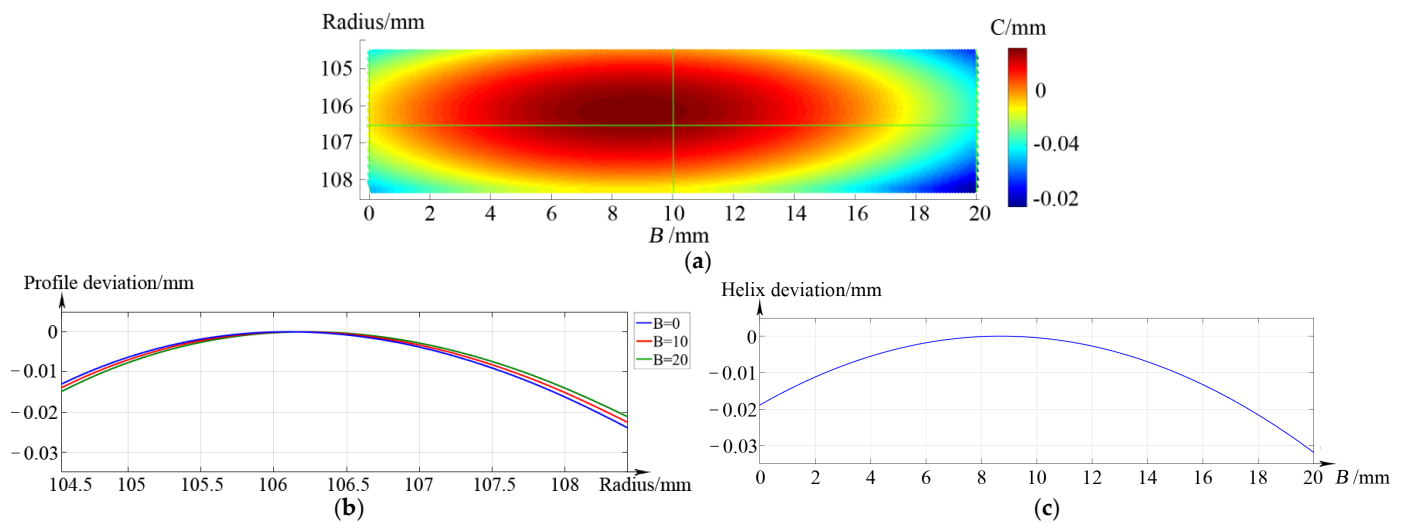 Radius/mm
C/mm
105
106
107
108
0
-0.04
-0.02
0 2 4 6 8 10 12 14 16 18 20
B /mm
(a)
Profile deviation/mm
0
−0.01
−0.02
−0.03
B=0
B=10
B=20
104.5 105 105.5 106 106.5 107 107.5 108 Radius/mm
(b)
Helix deviation/mm
0
−0.01
−0.02
−0.03
0 2 4 6 8 10 12 14 16 18 20 B /mm
(c)